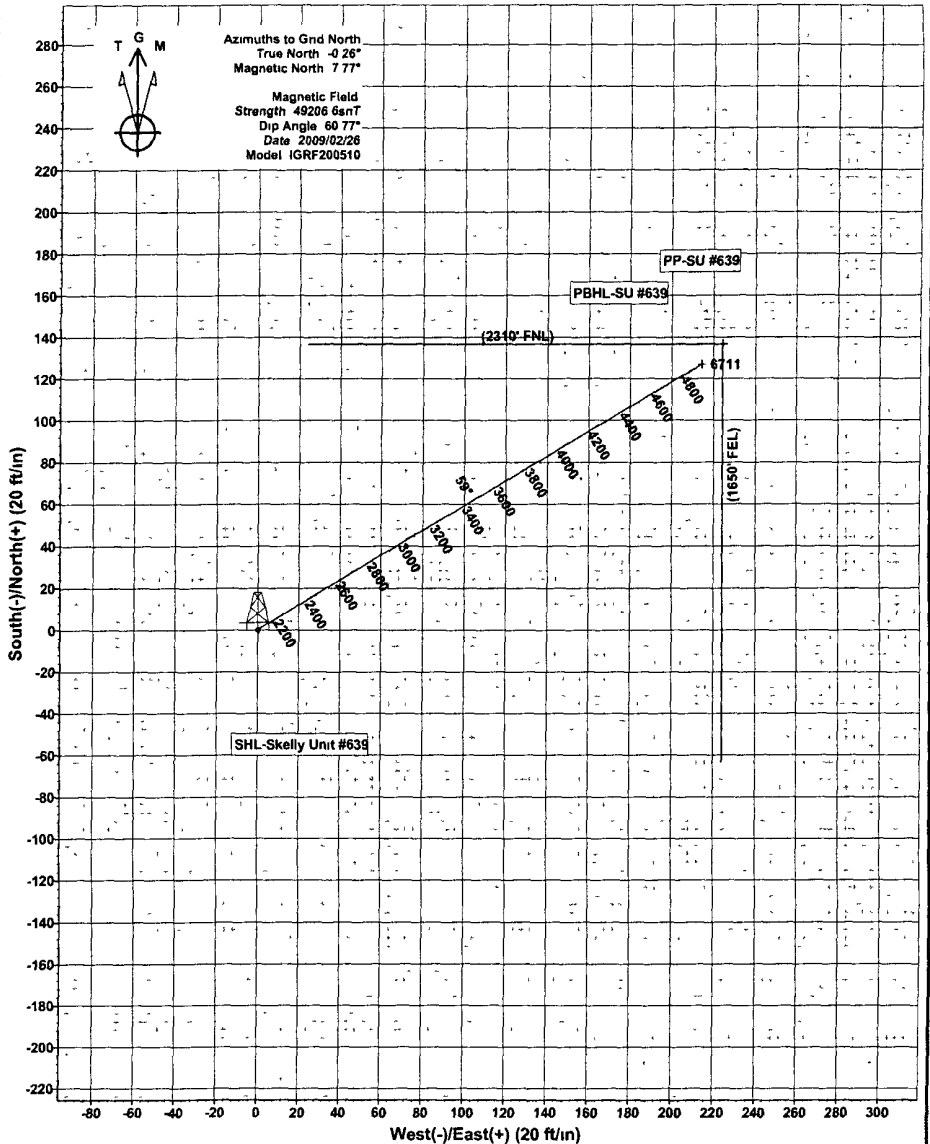 T G M
Azimuths to Grid North
True North -0 26°
Magnetic North 7 77°
Magnetic Field
Strength 49206 6snT
Dip Angle 60 77°
Date 2009/02/26
Model IGRF200510
280
260
240
220
200
180
160
140
120
100
80
60
40
20
0
-20
-40
-60
-80
-100
-120
-140
-160
-180
-200
-220
South(-)/North(+) (20 ft/in)
PP-SU #639
PBHL-SU #639
(2310' FNL)
6711
(1650' FEL)
59°
4800
4600
4400
4200
4000
3800
3600
3400
3200
3000
2800
2600
2400
2200
SHL-Skelly Unit #639
-80 -60 -40 -20 0 20 40 60 80 100 120 140 160 180 200 220 240 260 280 300
West(-)/East(+) (20 ft/in)